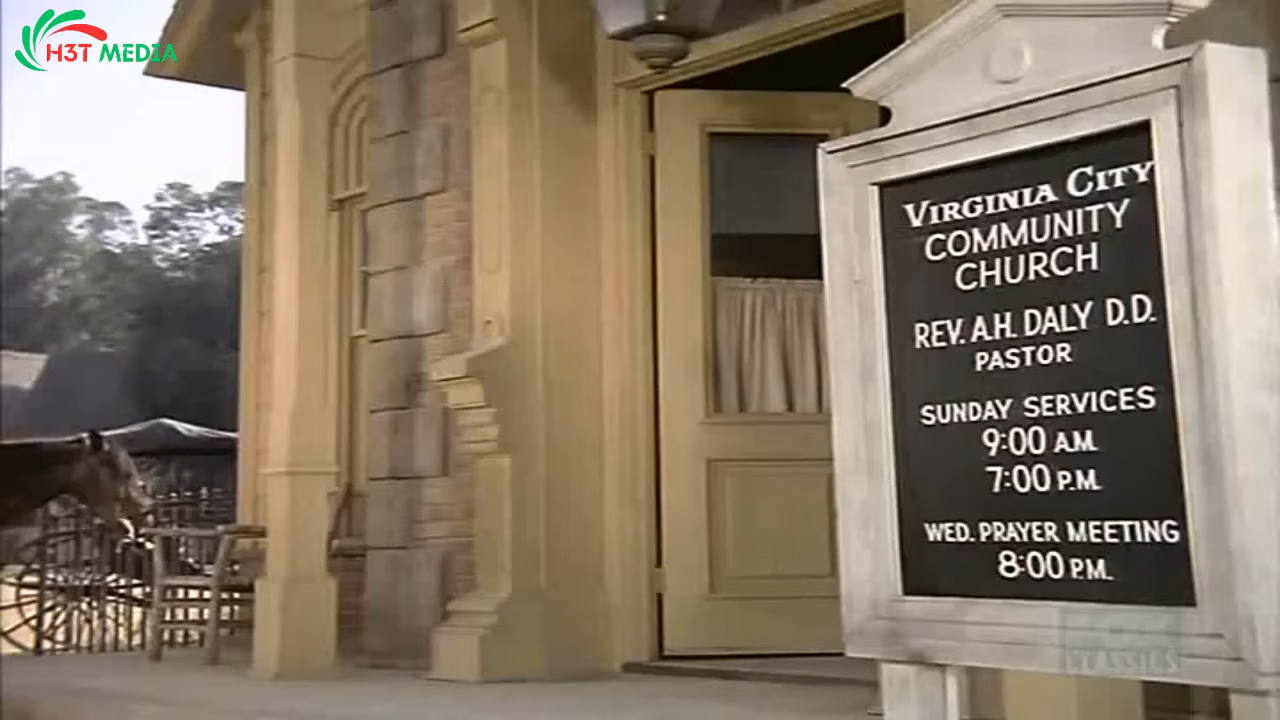 H3T MEDIA
VIRGINIA CITY
COMMUNITY
CHURCH
REV. A.H. DALY D.D.
PASTOR
SUNDAY SERVICES
9:00 A.M.
7:00 P.M.
WED. PRAYER MEETING
8:00 P.M.
CLASSICS